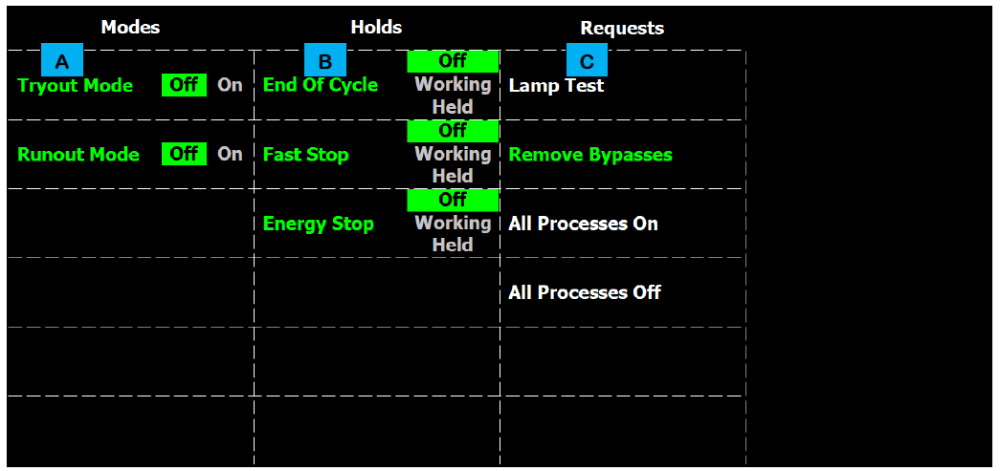 Modes Holds Requests
A B C
Tryout Mode Off On End Of Cycle Off Working Held Lamp Test
Runout Mode Off On Fast Stop Off Working Held Remove Bypasses
Energy Stop Off Working Held All Processes On
All Processes Off